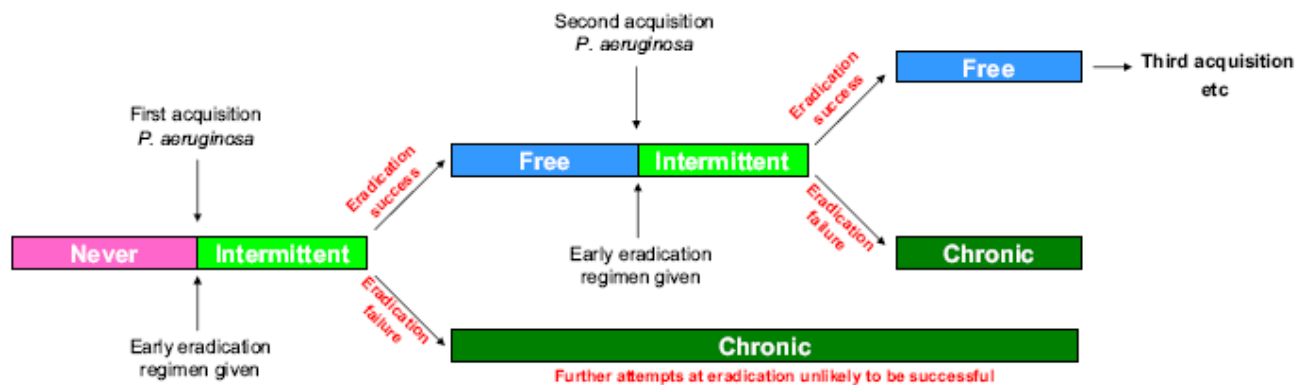 Second acquisition
P. aeruginosa
Free
Third acquisition
etc
Eradication
success
First acquisition
P. aeruginosa
Free
Intermittent
Eradication
success
Eradication
failure
Never
Intermittent
Early eradication
regimen given
Chronic
Eradication
failure
Early eradication
regimen given
Chronic
Further attempts at eradication unlikely to be successful